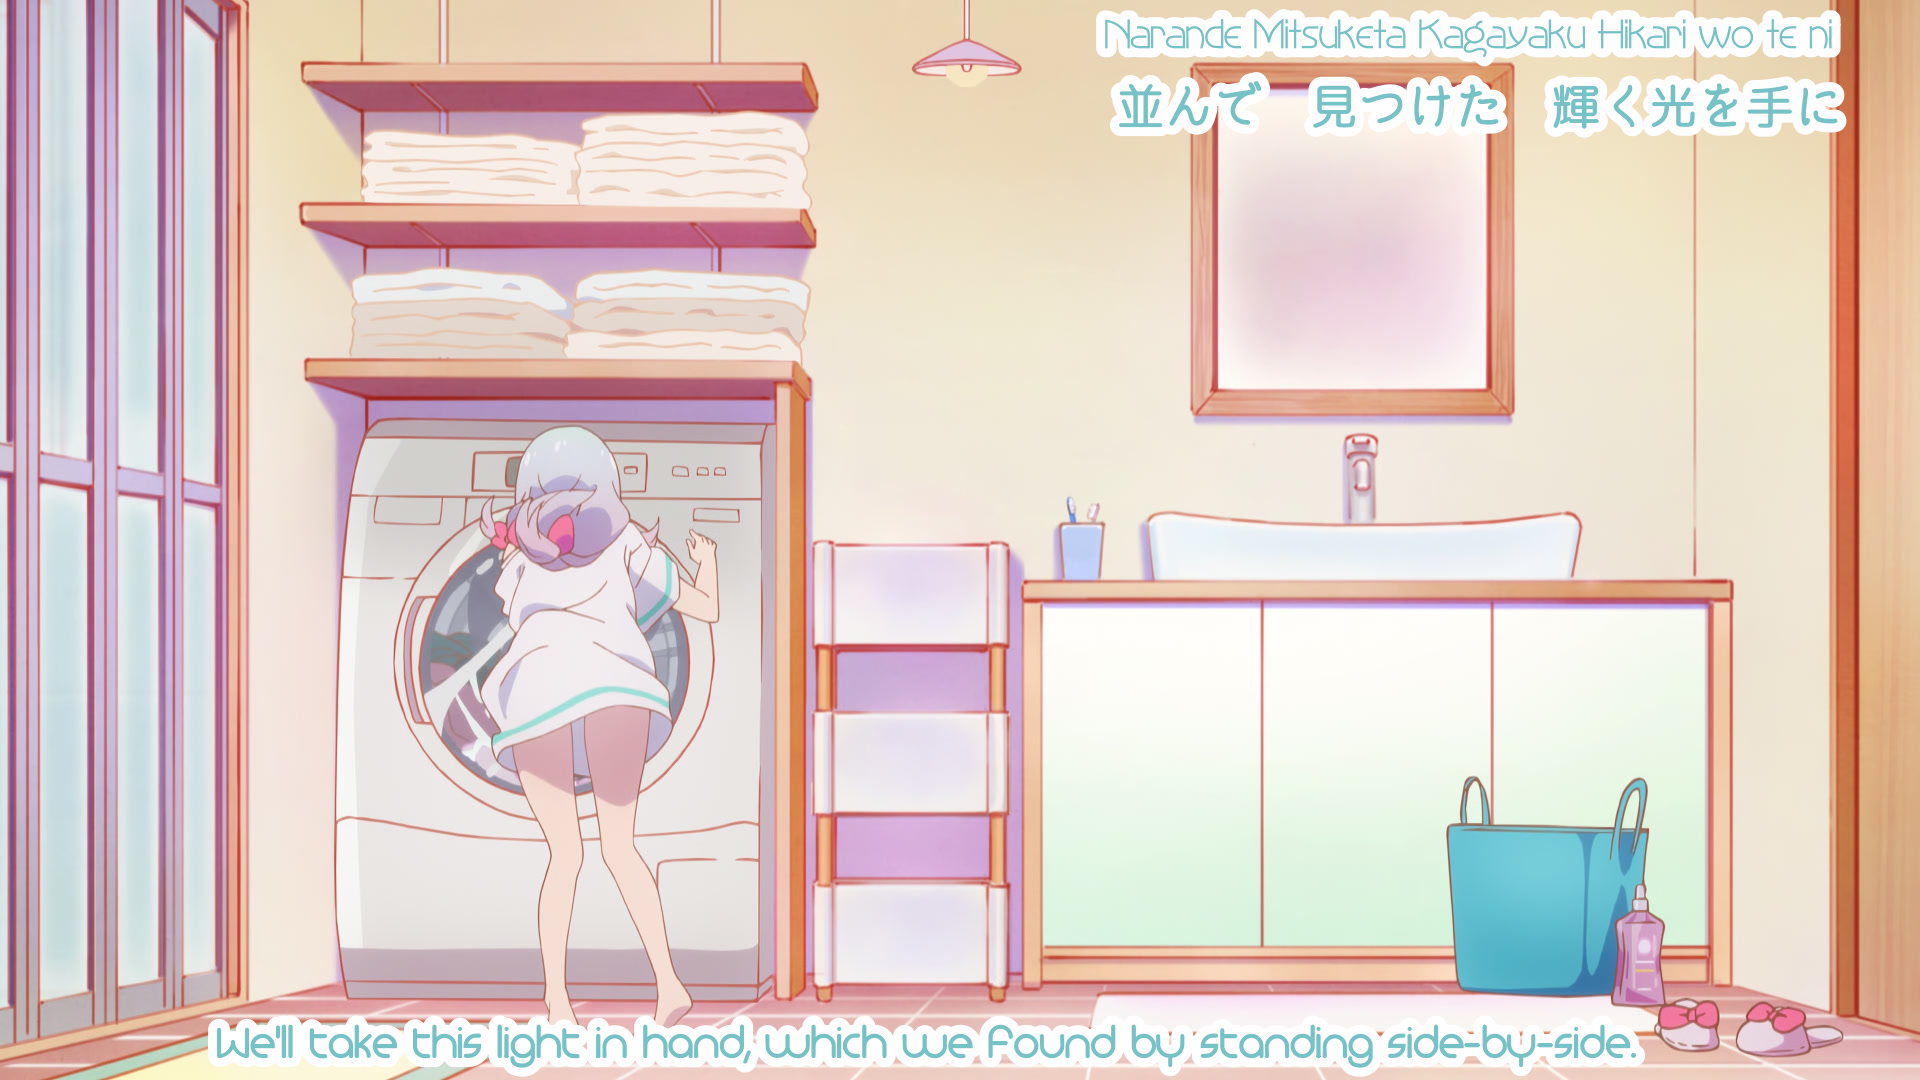 Narande Mitsuketa Kagayaku Hikari wo te ni
並んで　見つけた　輝く光を手に
We'll take this light in hand, which we found by standing side-by-side.